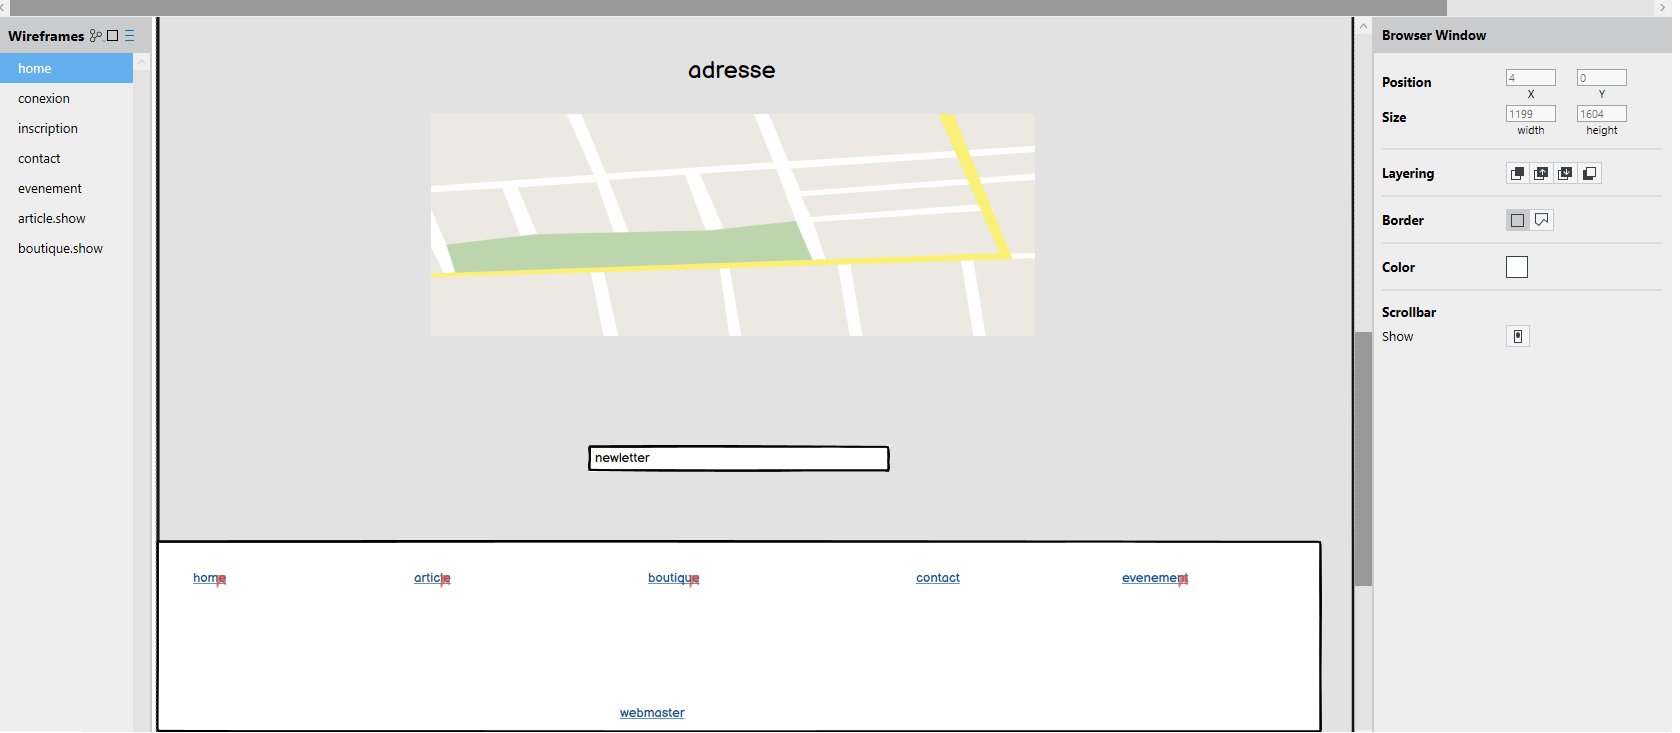 Wireframes
home
conexion
inscription
contact
evenement
article.show
boutique.show
adresse
newletter
home article boutique contact evenement
webmaster
Browser Window
Position 4 0
X Y
Size 1199 1604
width height
Layering
Border
Color
Scrollbar
Show